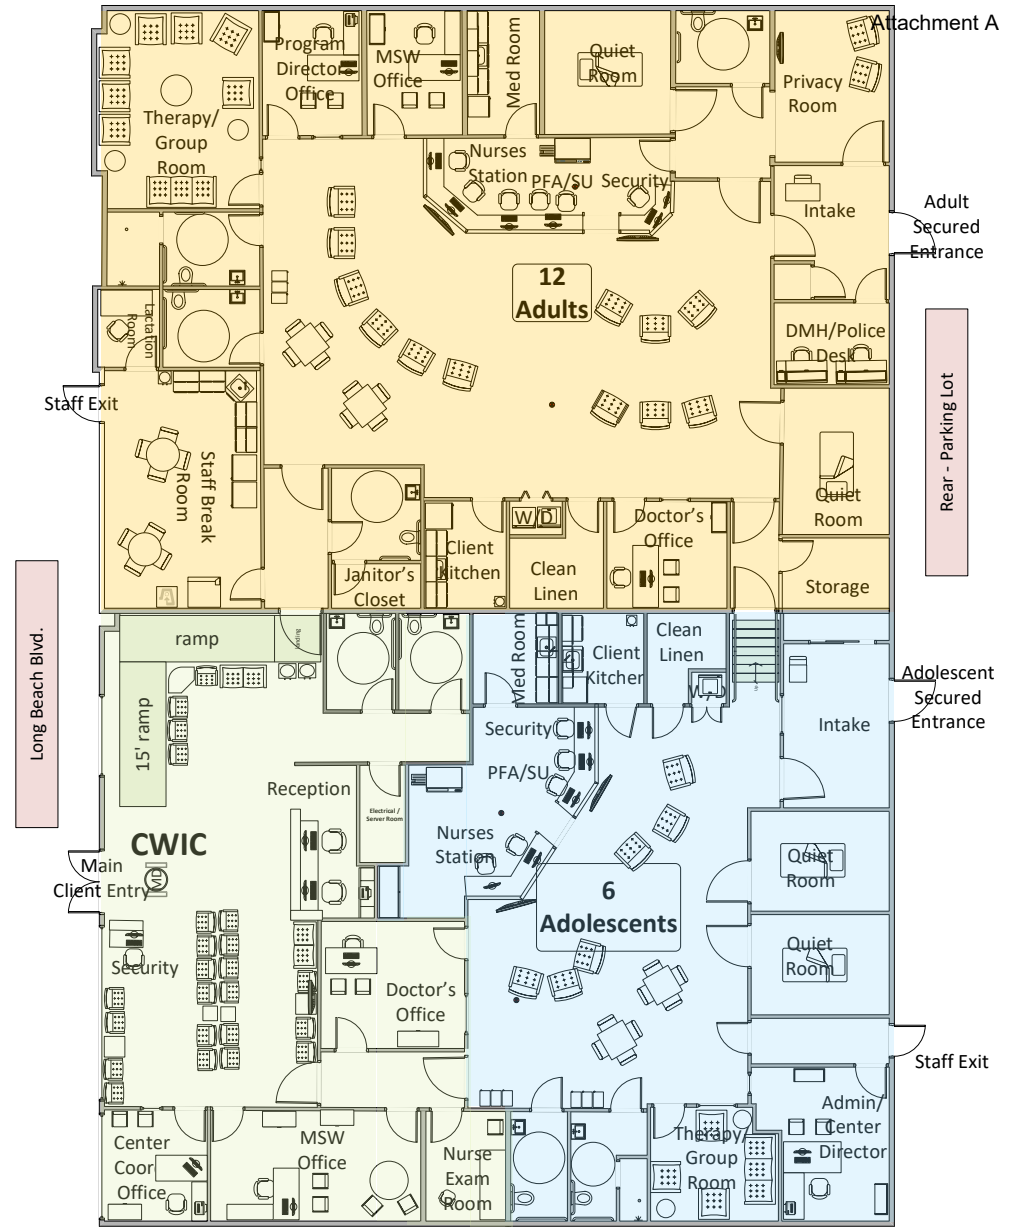 Attachment A
Program
Director
Office
MSW
Office
Med Room
Quiet
Room
Privacy
Room
Therapy/
Group
Room
Nurses
Station
PFA/SU
Security
Intake
Adult
Secured
Entrance
12
Adults
Lactation
Room
DMH/Police
Desk
Staff Exit
Rear - Parking Lot
Staff Break
Room
Quiet
Room
W/D
Doctor's
Office
Client
Kitchen
Clean
Linen
Janitor's
Closet
Storage
Long Beach Blvd.
ramp
landing
Med Room
Client
Kitchen
Clean
Linen
W/D
Up
Adolescent
Secured
Entrance
15' ramp
Security
Intake
PFA/SU
Reception
Electrical /
Server Room
Nurses
Station
CWIC
Main
Client Entry
MD
Quiet
Room
6
Adolescents
Security
Quiet
Room
Doctor's
Office
Staff Exit
Center
Coord
Office
MSW
Office
Nurse
Exam
Room
Therapy/
Group
Room
Admin/
Center
Director